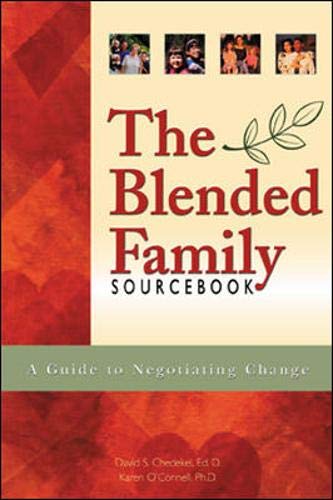 The
Blended
Family
SOURCEBOOK
A Guide to Negotiating Change
David S. Chedekel, Ed. D.
Karen O'Connell, Ph.D.